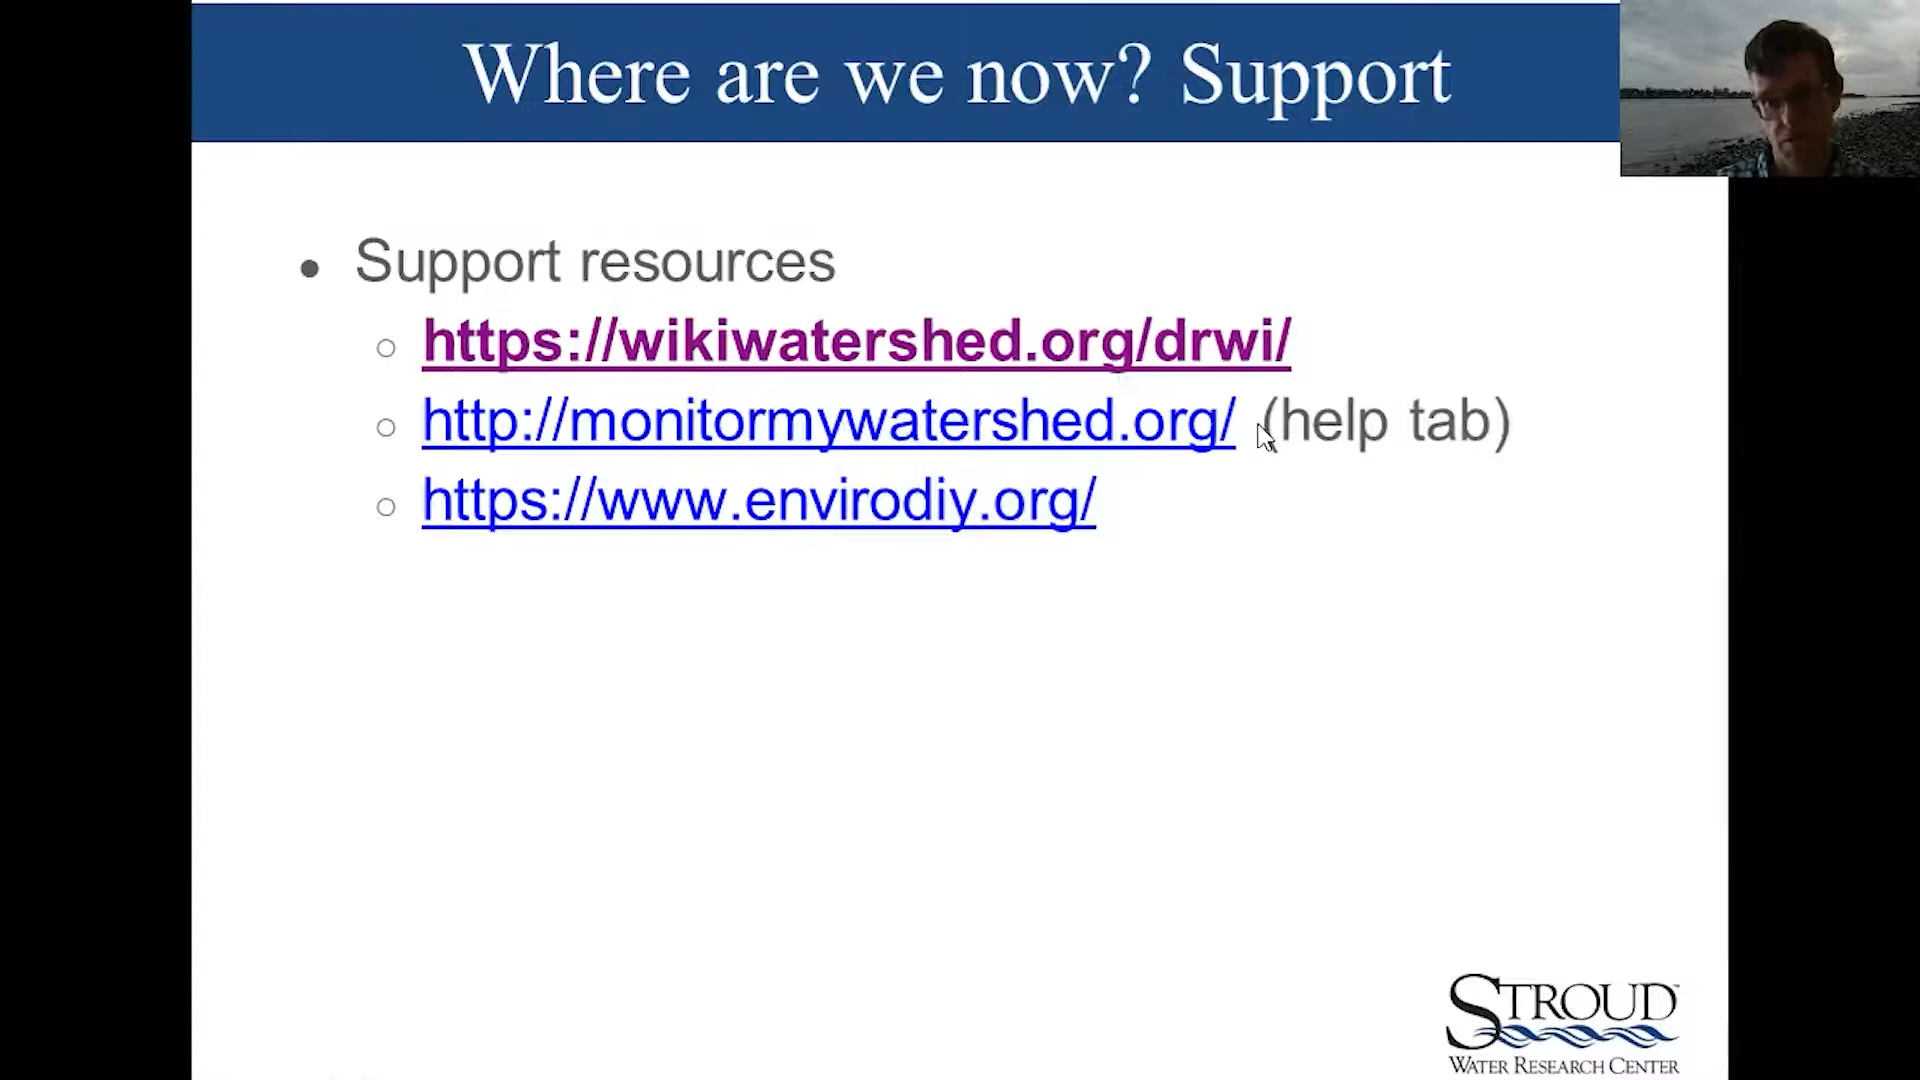 Where are we now? Support
● Support resources
○ https://wikiwatershed.org/drwi/
○ http://monitormywatershed.org/ (help tab)
○ https://www.envirodiy.org/
STROUD™
WATER RESEARCH CENTER